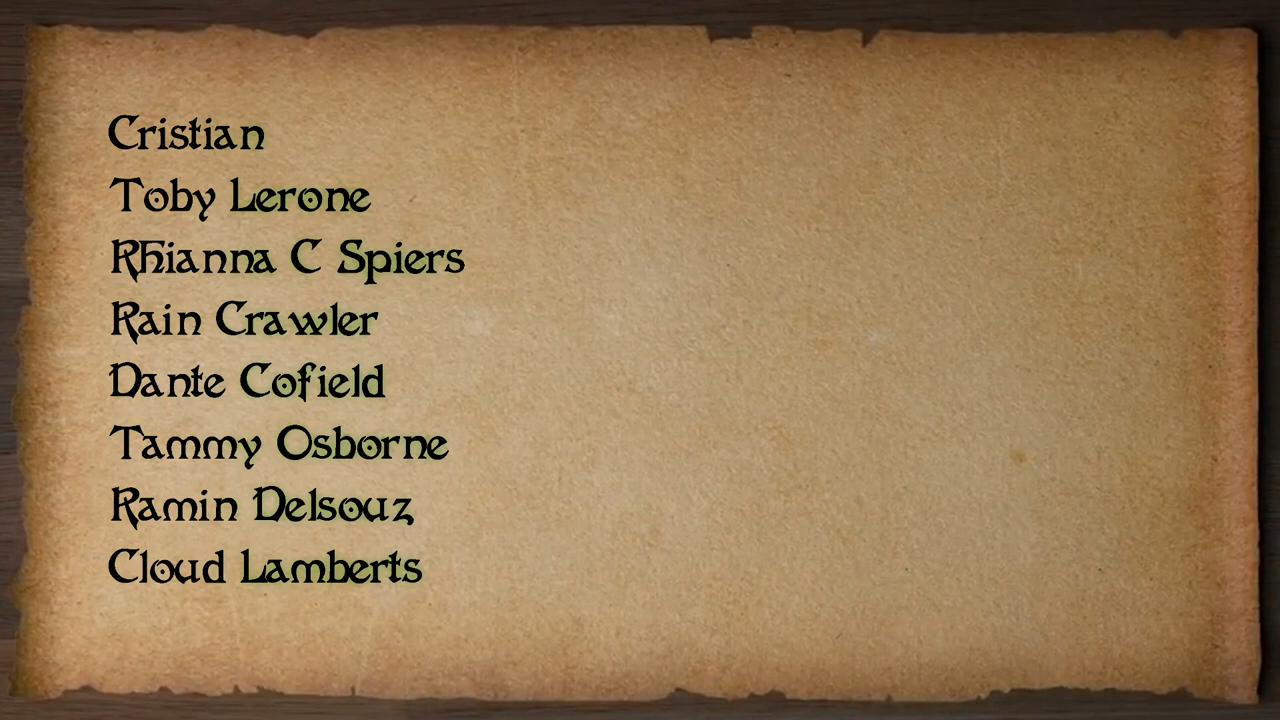 Cristian
Toby Lerone
Rhianna C Spiers
Rain Crawler
Dante Cofield
Tammy Osborne
Ramin Delsouz
Cloud Lamberts